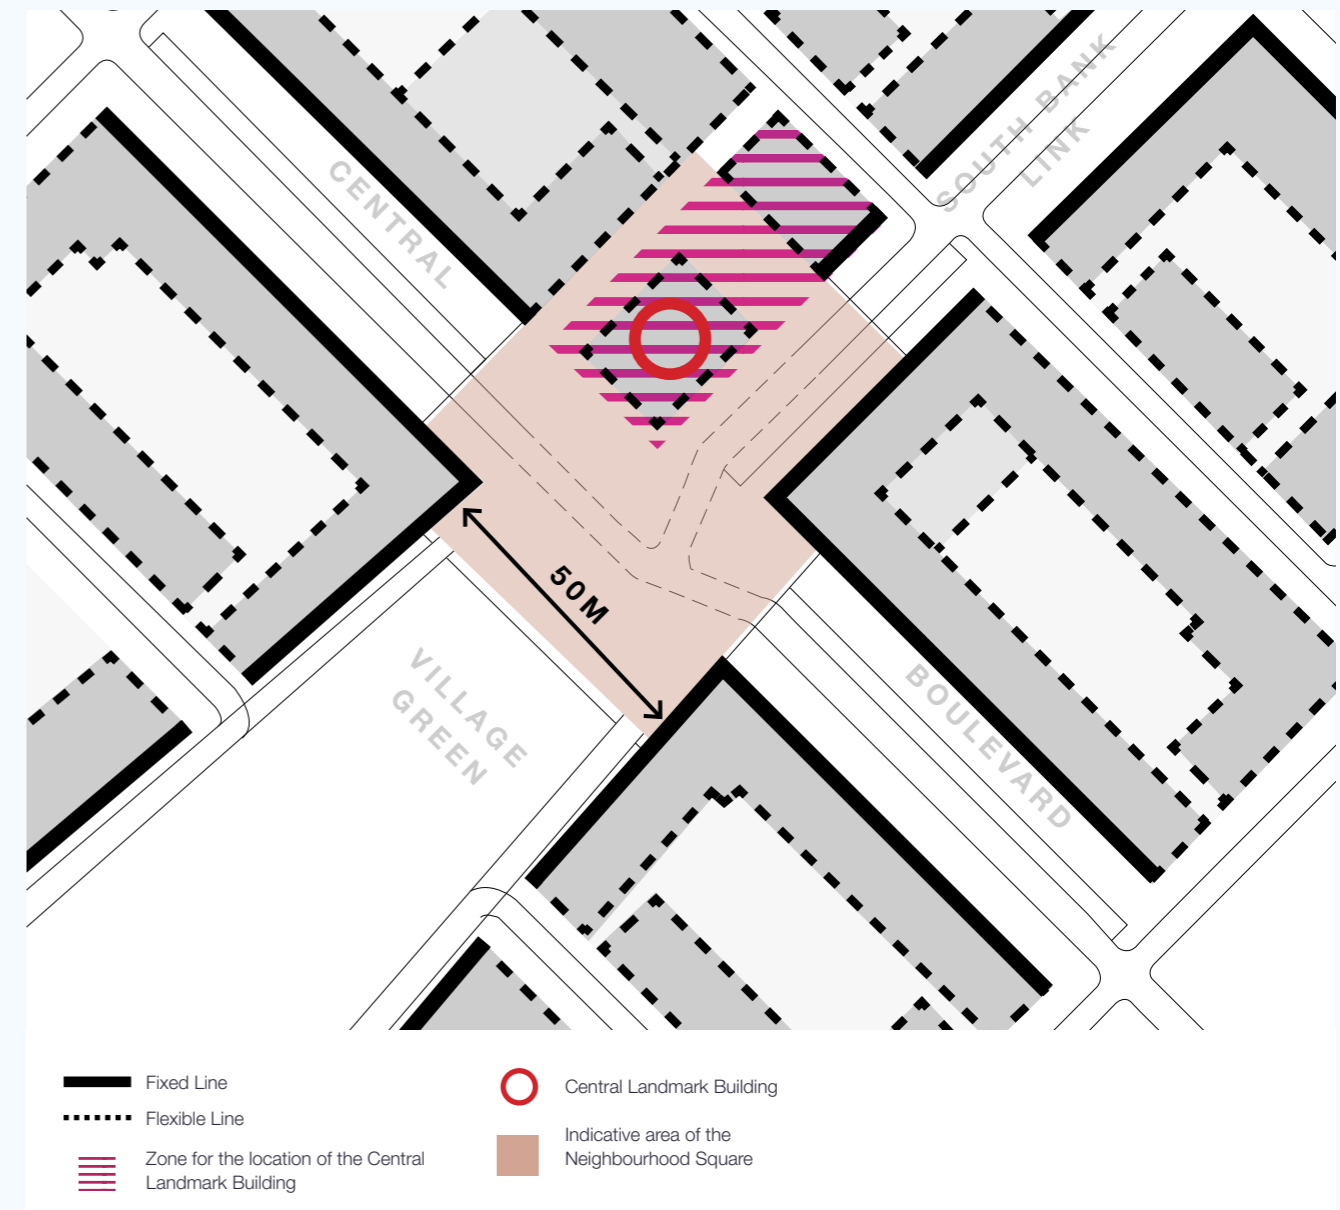 SOUTH BANK
LINK
CENTRAL
50M
VILLAGE
GREEN
BOULEVARD
Fixed Line
Flexible Line
Zone for the location of the Central
Landmark Building
Central Landmark Building
Indicative area of the
Neighbourhood Square